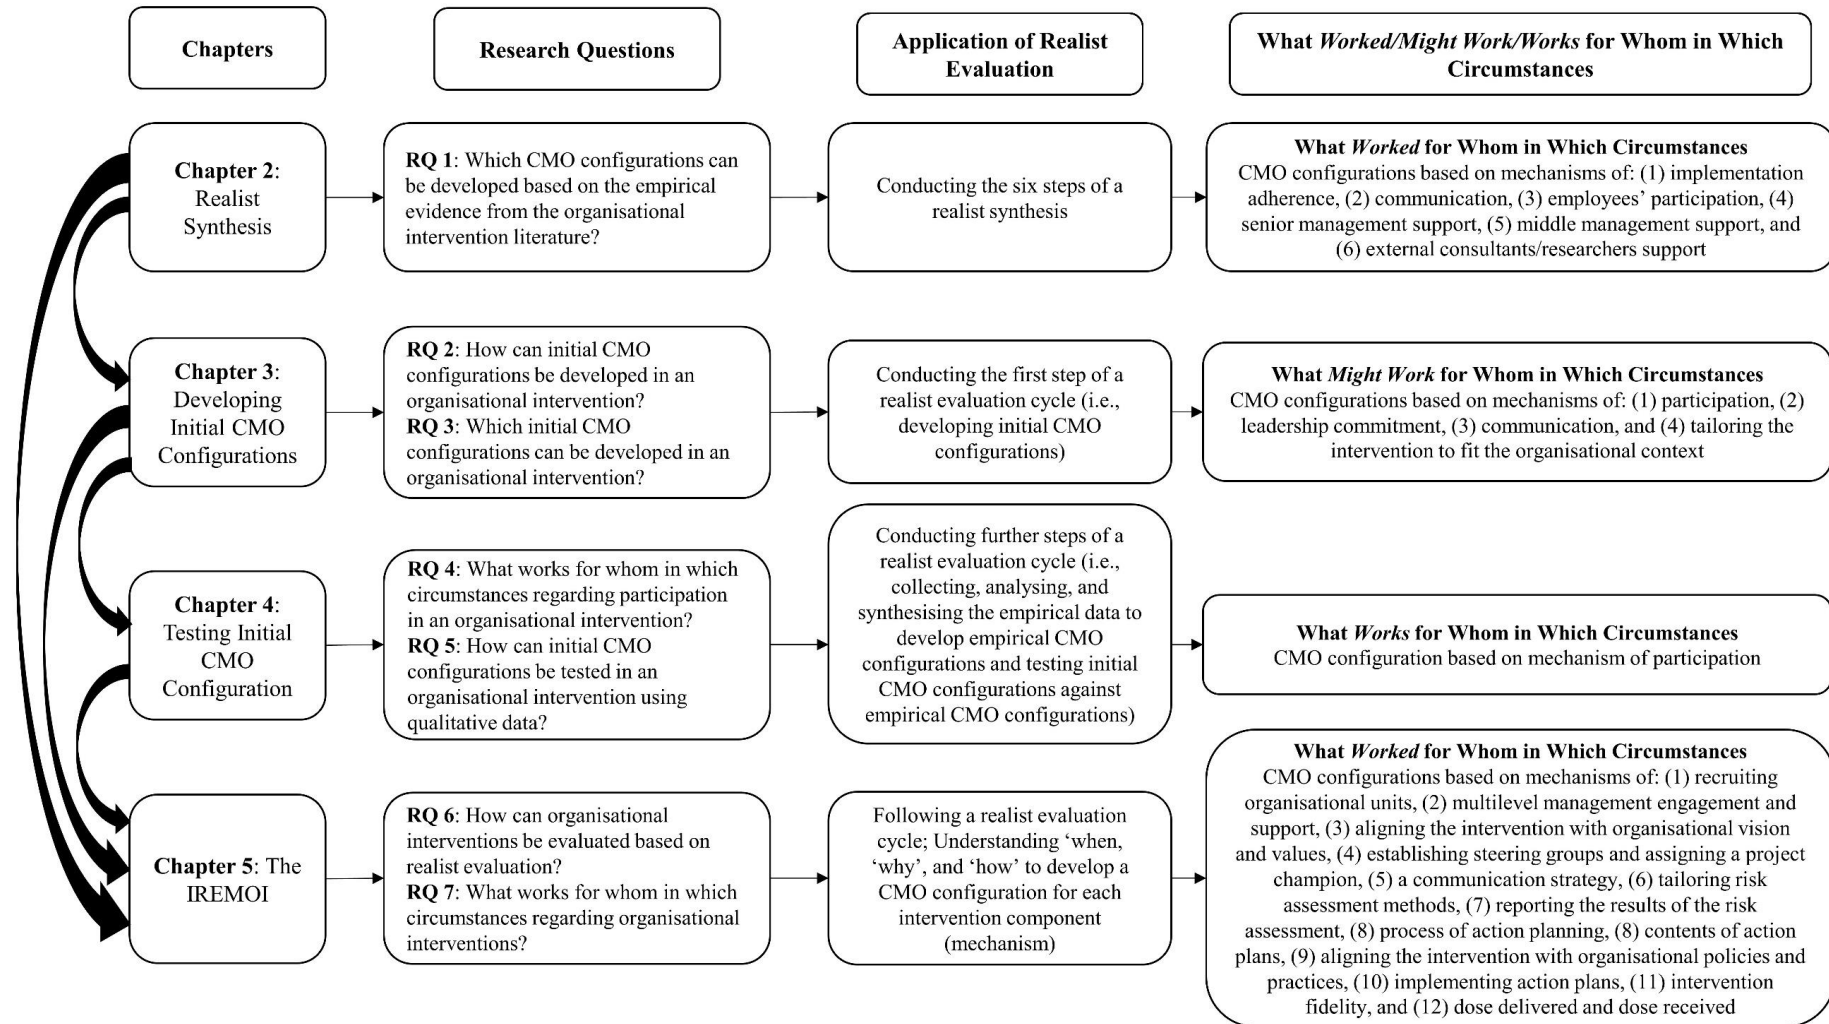 Chapters
Research Questions
Application of Realist
Evaluation
What Worked/Might Work/Works for Whom in Which
Circumstances
Chapter 2:
Realist
Synthesis
RQ 1: Which CMO configurations can
be developed based on the empirical
evidence from the organisational
intervention literature?
Conducting the six steps of a
realist synthesis
What Worked for Whom in Which Circumstances
CMO configurations based on mechanisms of: (1) implementation
adherence, (2) communication, (3) employees’ participation, (4)
senior management support, (5) middle management support, and
(6) external consultants/researchers support
Chapter 3:
Developing
Initial CMO
Configurations
RQ 2: How can initial CMO
configurations be developed in an
organisational intervention?
RQ 3: Which initial CMO
configurations can be developed in an
organisational intervention?
Conducting the first step of a
realist evaluation cycle (i.e.,
developing initial CMO
configurations)
What Might Work for Whom in Which Circumstances
CMO configurations based on mechanisms of: (1) participation, (2)
leadership commitment, (3) communication, and (4) tailoring the
intervention to fit the organisational context
Chapter 4:
Testing Initial
CMO
Configuration
RQ 4: What works for whom in which
circumstances regarding participation
in an organisational intervention?
RQ 5: How can initial CMO
configurations be tested in an
organisational intervention using
qualitative data?
Conducting further steps of a
realist evaluation cycle (i.e.,
collecting, analysing, and
synthesising the empirical data to
develop empirical CMO
configurations and testing initial
CMO configurations against
empirical CMO configurations)
What Works for Whom in Which Circumstances
CMO configuration based on mechanism of participation
Chapter 5: The
IREMOI
RQ 6: How can organisational
interventions be evaluated based on
realist evaluation?
RQ 7: What works for whom in which
circumstances regarding organisational
interventions?
Following a realist evaluation
cycle; Understanding ‘when,
‘why’, and ‘how’ to develop a
CMO configuration for each
intervention component
(mechanism)
What Worked for Whom in Which Circumstances
CMO configurations based on mechanisms of: (1) recruiting
organisational units, (2) multilevel management engagement and
support, (3) aligning the intervention with organisational vision
and values, (4) establishing steering groups and assigning a project
champion, (5) a communication strategy, (6) tailoring risk
assessment methods, (7) reporting the results of the risk
assessment, (8) process of action planning, (8) contents of action
plans, (9) aligning the intervention with organisational policies and
practices, (10) implementing action plans, (11) intervention
fidelity, and (12) dose delivered and dose received